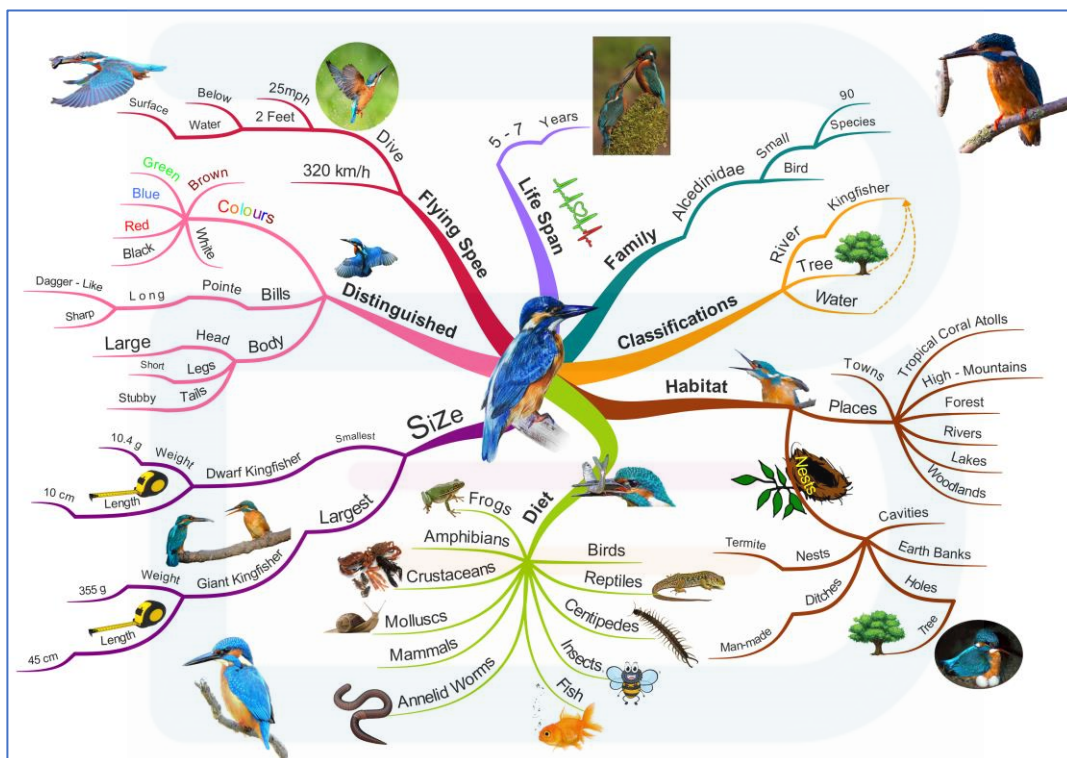 Flying Spee
320 km/h
Dive
2 Feet
25mph
Water
Below
Surface
Life Span
5 - 7
Years
Family
Alcedinidae
Small
90
Species
Bird
Classifications
River
Kingfisher
Tree
Water
Distinguished
Colours
Green
Brown
Blue
Red
Black
White
Bills
Pointe
Long
Dagger - Like
Sharp
Body
Head
Large
Legs
Short
Tails
Stubby
Habitat
Places
Towns
Tropical Coral Atolls
High - Mountains
Forest
Rivers
Lakes
Woodlands
Nests
Cavities
Earth Banks
Holes
Tree
Nests
Termite
Ditches
Man-made
SiZe
Smallest
Dwarf Kingfisher
Weight
10.4 g
Length
10 cm
Largest
Giant Kingfisher
Weight
355 g
Length
45 cm
Diet
Frogs
Amphibians
Crustaceans
Molluscs
Mammals
Annelid Worms
Birds
Reptiles
Centipedes
Insects
Fish